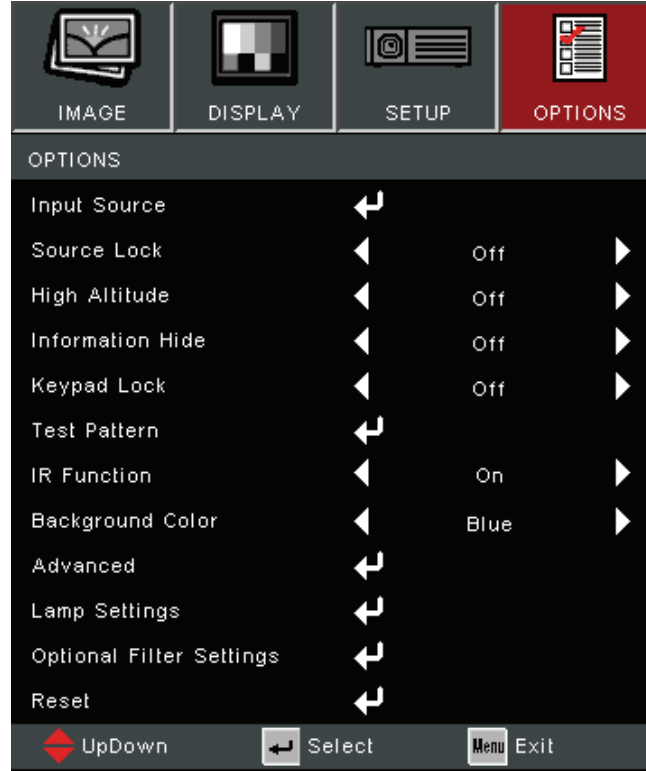 IMAGE DISPLAY SETUP OPTIONS
OPTIONS
Input Source
Source Lock Off
High Altitude Off
Information Hide Off
Keypad Lock Off
Test Pattern
IR Function On
Background Color Blue
Advanced
Lamp Settings
Optional Filter Settings
Reset
UpDown Select Menu Exit